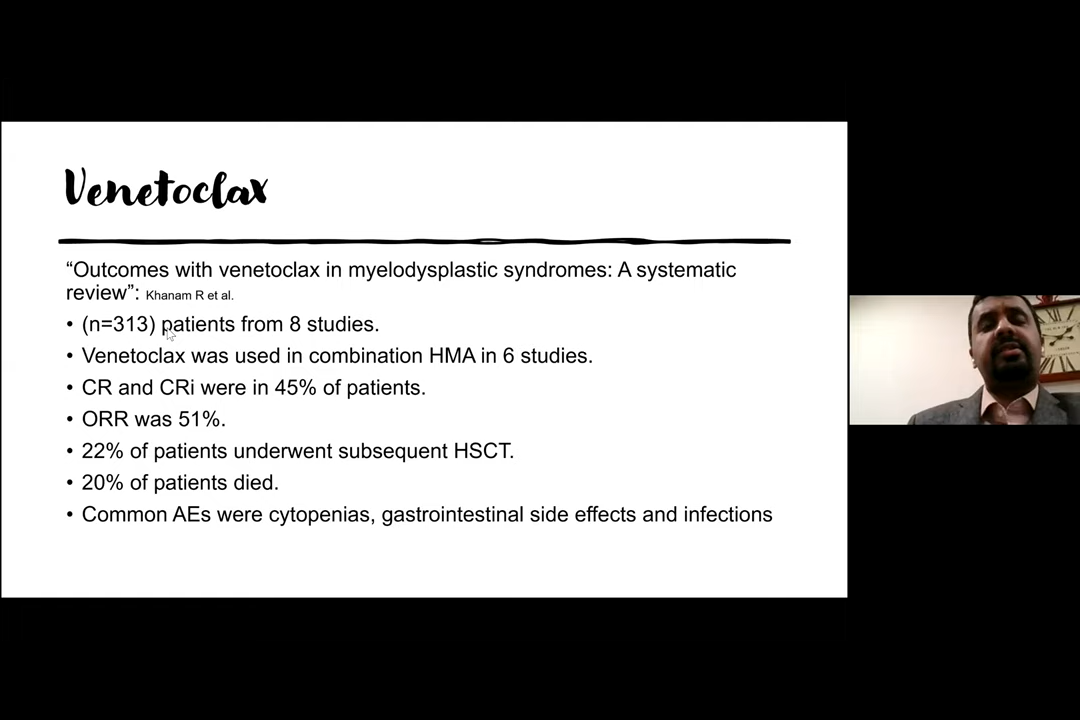 Venetoclax
“Outcomes with venetoclax in myelodysplastic syndromes: A systematic
review”: Khanam R et al.
• (n=313) patients from 8 studies.
• Venetoclax was used in combination HMA in 6 studies.
• CR and CRi were in 45% of patients.
• ORR was 51%.
• 22% of patients underwent subsequent HSCT.
• 20% of patients died.
• Common AEs were cytopenias, gastrointestinal side effects and infections